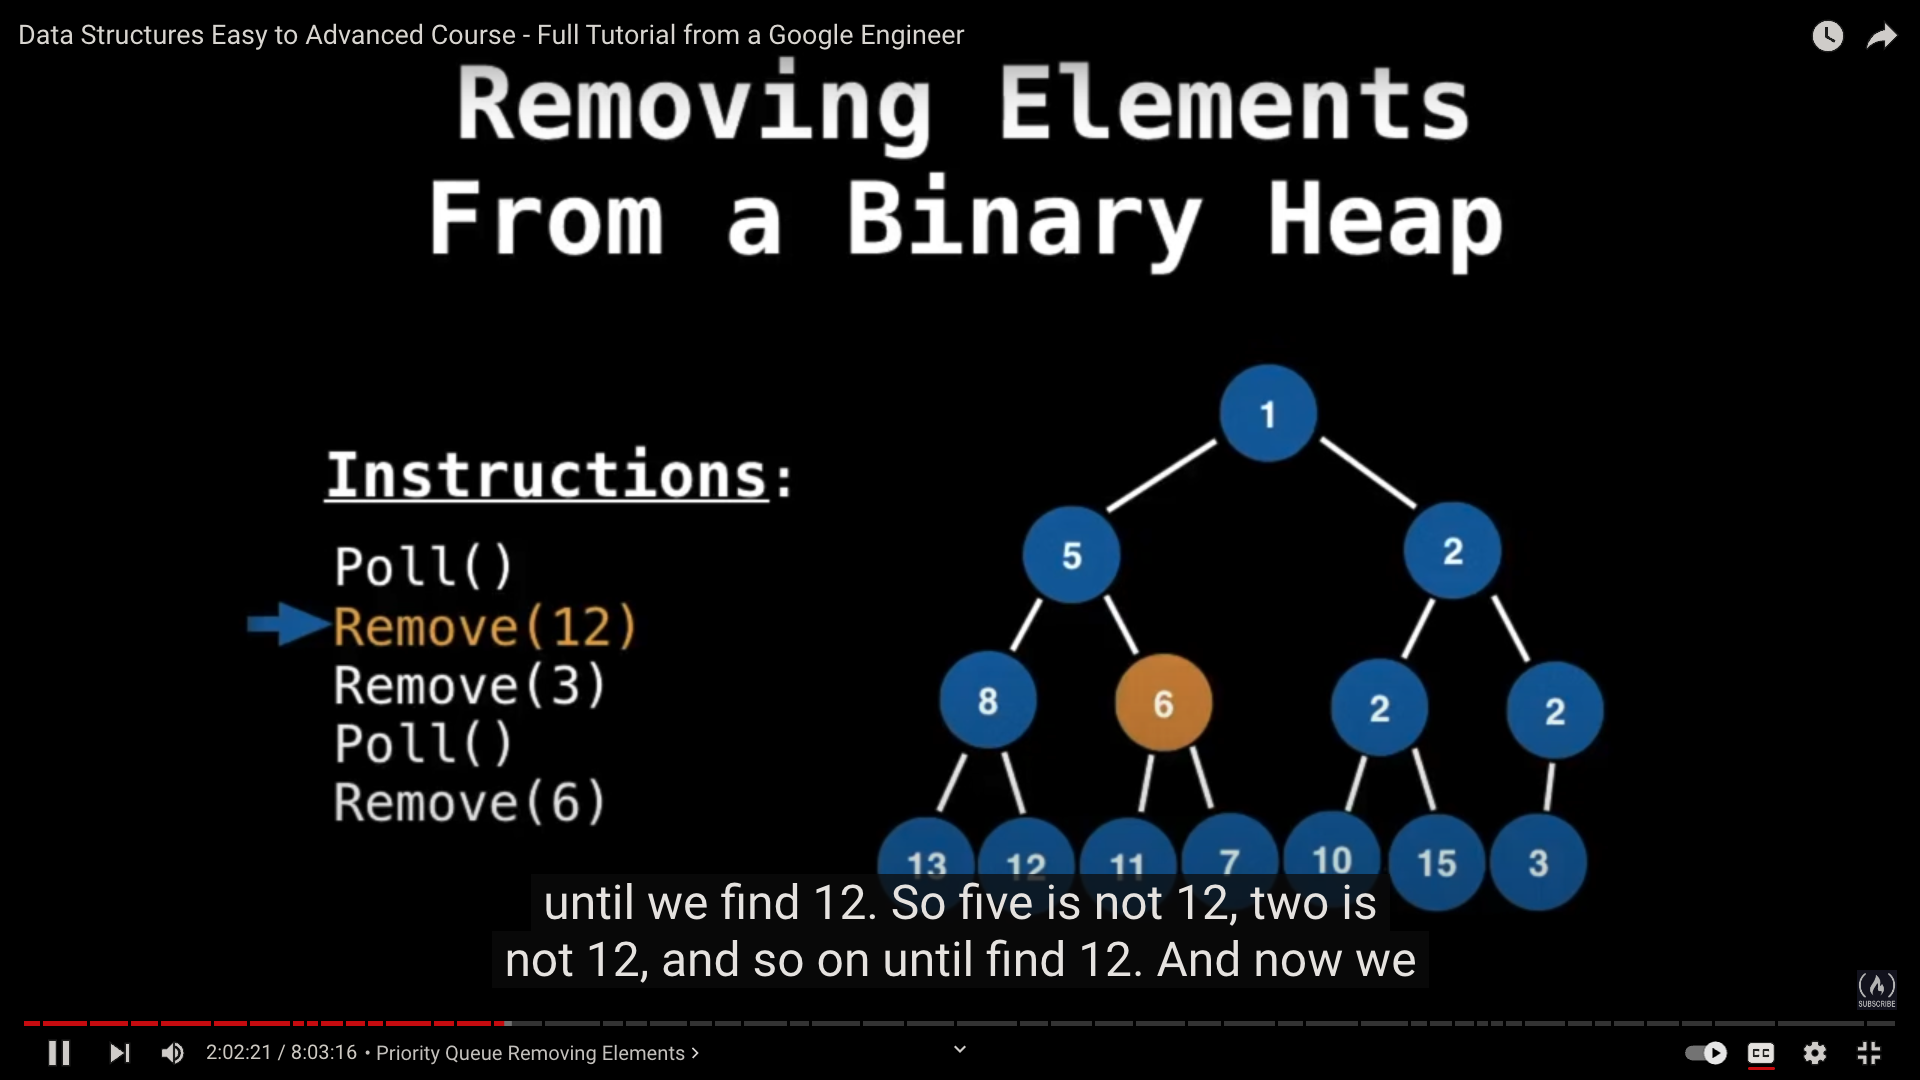 Data Structures Easy to Advanced Course - Full Tutorial from a Google Engineer
Removing Elements
From a Binary Heap
Instructions:
Poll()
Remove(12)
Remove(3)
Poll()
Remove(6)
1
5
2
8
6
2
2
13
12
11
7
10
15
3
until we find 12. So five is not 12, two is
not 12, and so on until find 12. And now we
SUBSCRIBE
2:02:21 / 8:03:16 • Priority Queue Removing Elements >
CC